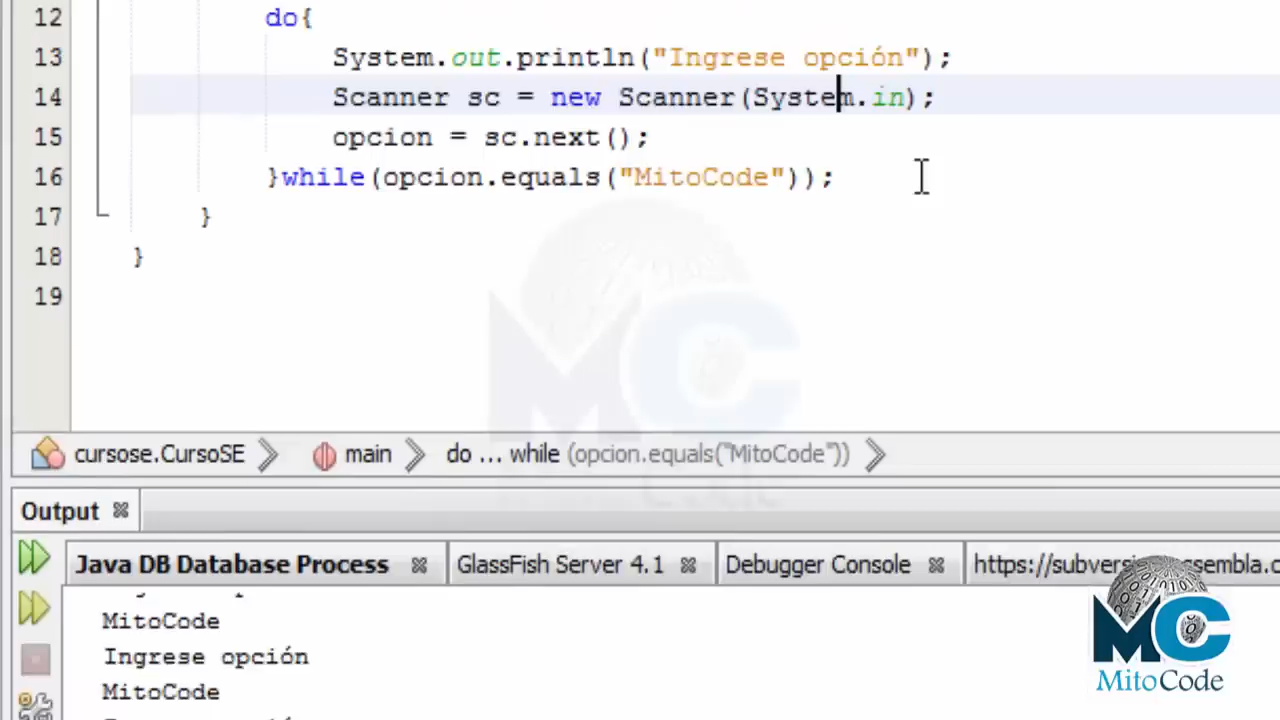 12 do{
13 System.out.println("Ingrese opción");
14 Scanner sc = new Scanner(System.in);
15 opcion = sc.next();
16 }while(opcion.equals("MitoCode"));
17 }
18 }
19
MC
cursose.CursoSE main do ... while (opcion.equals("MitoCode"))
Output
Java DB Database Process GlassFish Server 4.1 Debugger Console
MitoCode
Ingrese opción
MitoCode
MC
MitoCode